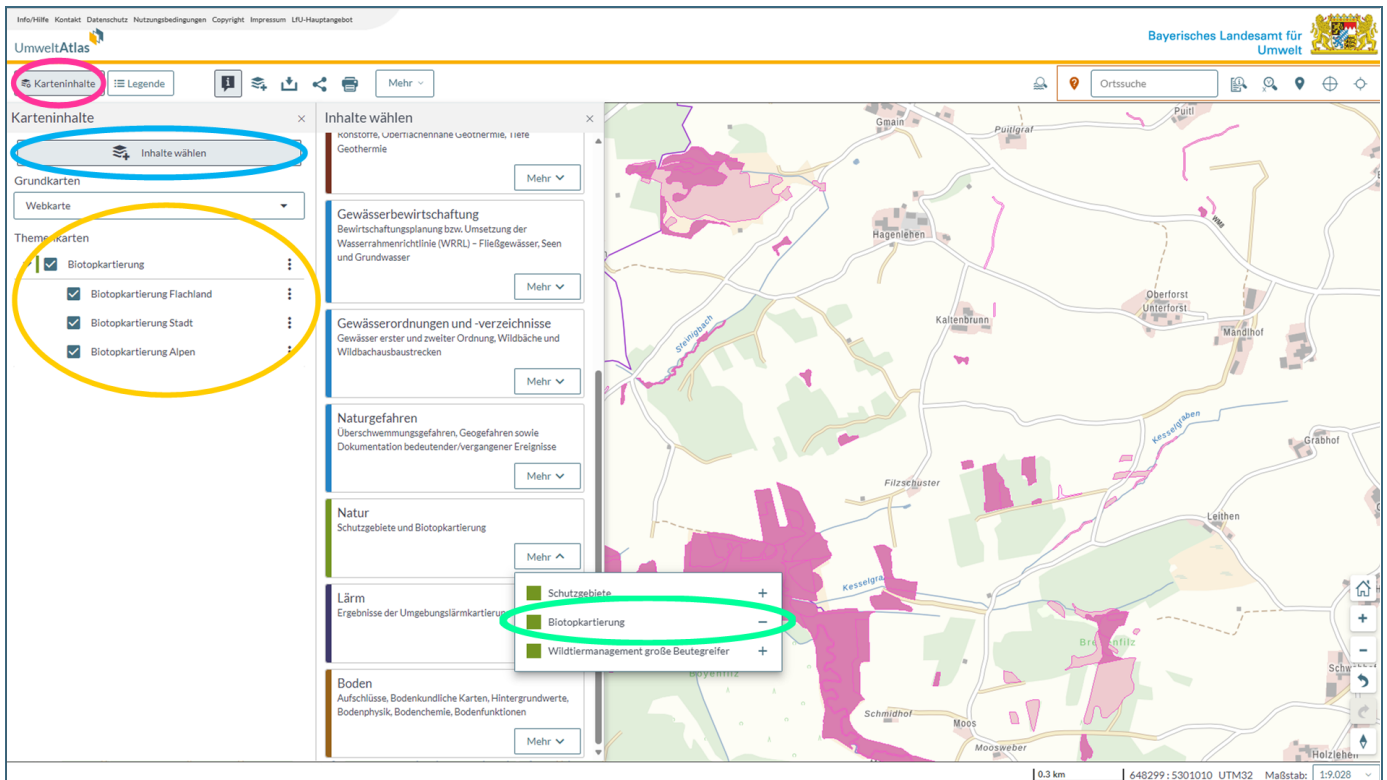 Info/Hilfe Kontakt Datenschutz Nutzungsbedingungen Copyright Impressum LfU-Hauptangebot
UmweltAtlas
Bayerisches Landesamt für
Umwelt
Karteninhalte
Legende
Mehr
Ortssuche
Karteninhalte
×
Inhalte wählen
Grundkarten
Webkarte
Themenkarten
Biotopkartierung
Biotopkartierung Flachland
Biotopkartierung Stadt
Biotopkartierung Alpen
Inhalte wählen
×
Rohstoffe, Oberflächennahe Geothermie, Tiefe
Geothermie
Mehr
Gewässerbewirtschaftung
Bewirtschaftungsplanung bzw. Umsetzung der
Wasserrahmenrichtlinie (WRRL) – Fließgewässer, Seen
und Grundwasser
Mehr
Gewässerordnungen und -verzeichnisse
Gewässer erster und zweiter Ordnung, Wildbäche und
Wildbachausbaustrecken
Mehr
Naturgefahren
Überschwemmungsgefahren, Geogefahren sowie
Dokumentation bedeutender/vergangener Ereignisse
Mehr
Natur
Schutzgebiete und Biotopkartierung
Mehr
Schutzgebiete +
Biotopkartierung −
Wildtiermanagement große Beutegreifer +
Lärm
Ergebnisse der Umgebungslärmkartierun
Boden
Aufschlüsse, Bodenkundliche Karten, Hintergrundwerte,
Bodenphysik, Bodenchemie, Bodenfunktionen
Mehr
Gmain
Puitlgraf
Puitl
Hagenlehen
WM8
Steinigbach
Kaltenbrunn
Oberforst
Unterforst
Mandlhof
Kesselgraben
Grabhof
Filzschuster
Leithen
Kesselgra
Schmidhof
Moos
Moosweber
Holzlehen
+
−
0.3 km
648299 : 5301010 UTM32 Maßstab: 1:9.028